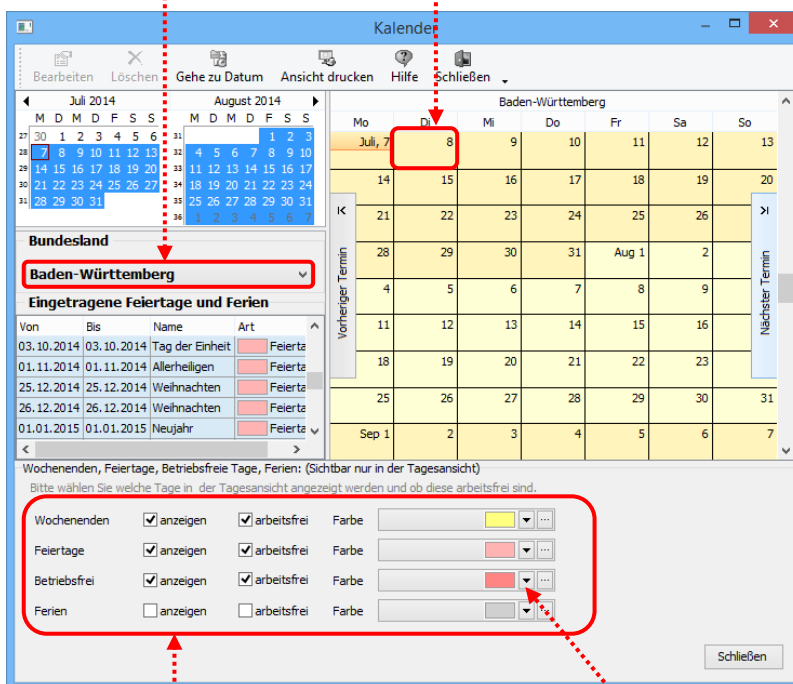 Kalender
Bearbeiten Löschen Gehe zu Datum Ansicht drucken Hilfe Schließen
Juli 2014 August 2014
M D M D F S S M D M D F S S
27 30 1 2 3 4 5 6 31 1 2 3
28 7 8 9 10 11 12 13 32 4 5 6 7 8 9 10
29 14 15 16 17 18 19 20 33 11 12 13 14 15 16 17
30 21 22 23 24 25 26 27 34 18 19 20 21 22 23 24
31 28 29 30 31 35 25 26 27 28 29 30 31
36 1 2 3 4 5 6 7
Bundesland
Baden-Württemberg
Eingetragene Feiertage und Ferien
Von Bis Name Art
03.10.2014 03.10.2014 Tag der Einheit Feierta
01.11.2014 01.11.2014 Allerheiligen Feierta
25.12.2014 25.12.2014 Weihnachten Feierta
26.12.2014 26.12.2014 Weihnachten Feierta
01.01.2015 01.01.2015 Neujahr Feierta
Baden-Württemberg
Mo Di Mi Do Fr Sa So
Juli, 7 8 9 10 11 12 13
14 15 16 17 18 19 20
21 22 23 24 25 26
28 29 30 31 Aug 1 2
4 5 6 7 8 9
11 12 13 14 15 16
18 19 20 21 22 23
25 26 27 28 29 30 31
Sep 1 2 3 4 5 6 7
Vorheriger Termin
Nächster Termin
Wochenenden, Feiertage, Betriebsfreie Tage, Ferien: (Sichtbar nur in der Tagesansicht)
Bitte wählen Sie welche Tage in der Tagesansicht angezeigt werden und ob diese arbeitsfrei sind.
Wochenenden anzeigen arbeitsfrei Farbe
Feiertage anzeigen arbeitsfrei Farbe
Betriebsfrei anzeigen arbeitsfrei Farbe
Ferien anzeigen arbeitsfrei Farbe
Schließen